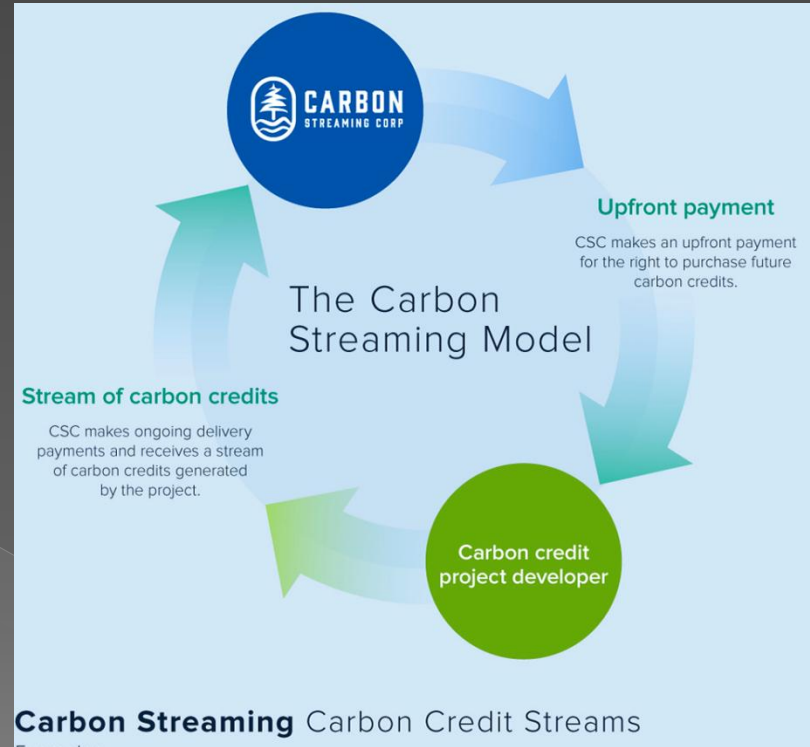 CARBON
STREAMING CORP
Upfront payment
CSC makes an upfront payment
for the right to purchase future
carbon credits.
The Carbon
Streaming Model
Stream of carbon credits
CSC makes ongoing delivery
payments and receives a stream
of carbon credits generated
by the project.
Carbon credit
project developer
Carbon Streaming Carbon Credit Streams